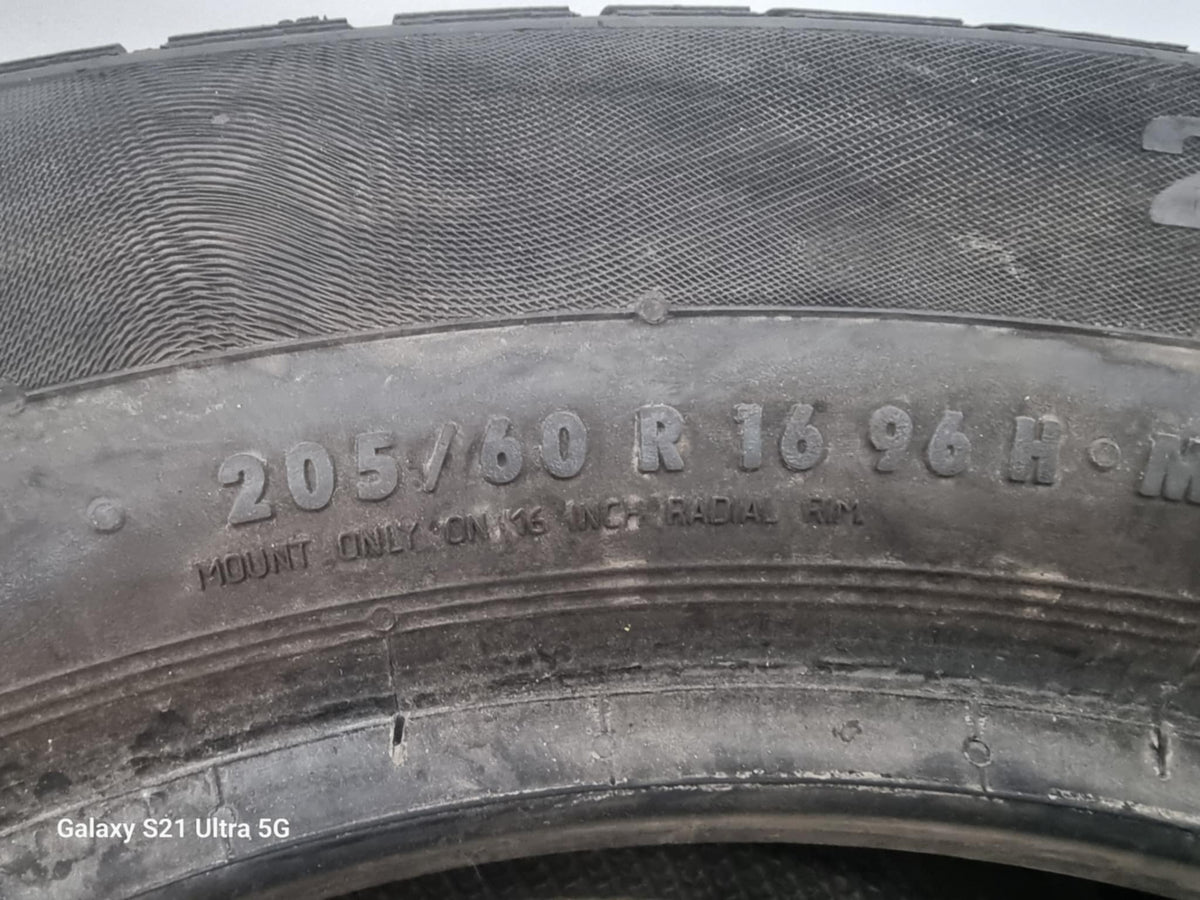 205/60 R 16 96 H M
MOUNT ONLY ON 16 INCH RADIAL RIM
Galaxy S21 Ultra 5G